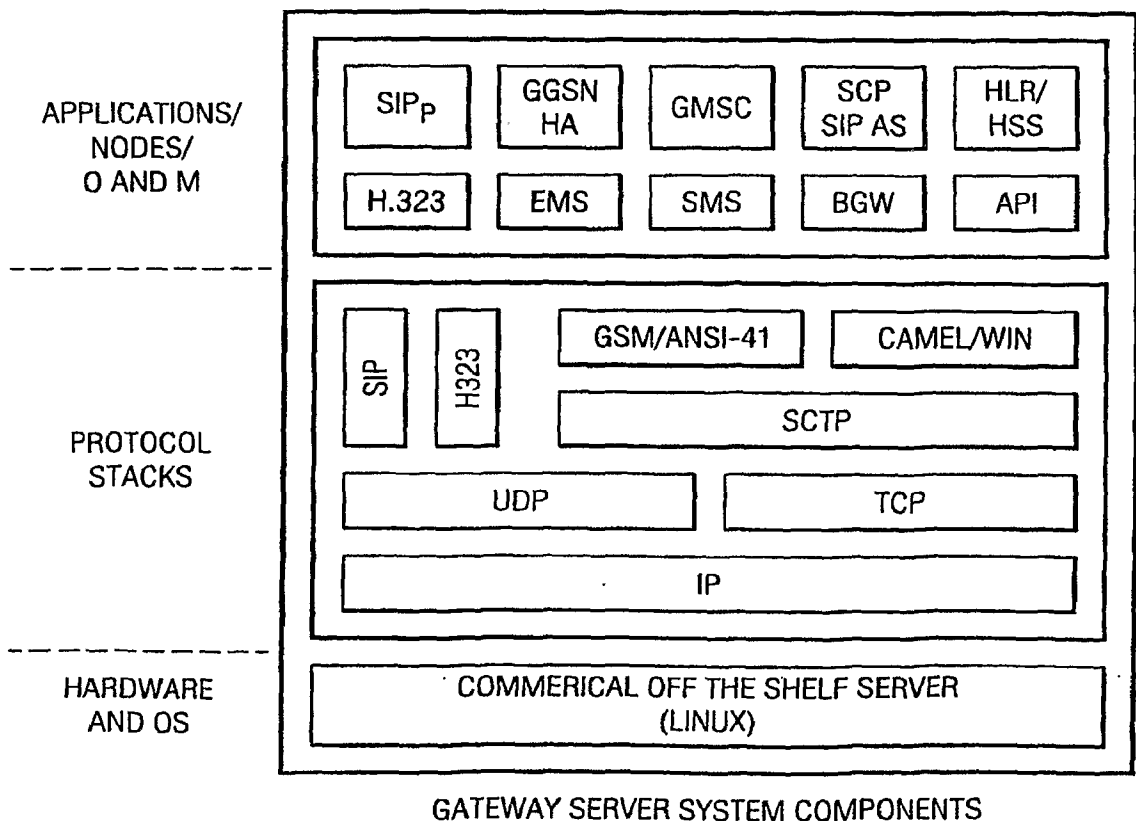 APPLICATIONS/
NODES/
O AND M
SIPP
GGSN
HA
GMSC
SCP
SIP AS
HLR/
HSS
H.323
EMS
SMS
BGW
API
PROTOCOL
STACKS
SIP
H323
GSM/ANSI-41
CAMEL/WIN
SCTP
UDP
TCP
IP
HARDWARE
AND OS
COMMERICAL OFF THE SHELF SERVER
(LINUX)
GATEWAY SERVER SYSTEM COMPONENTS